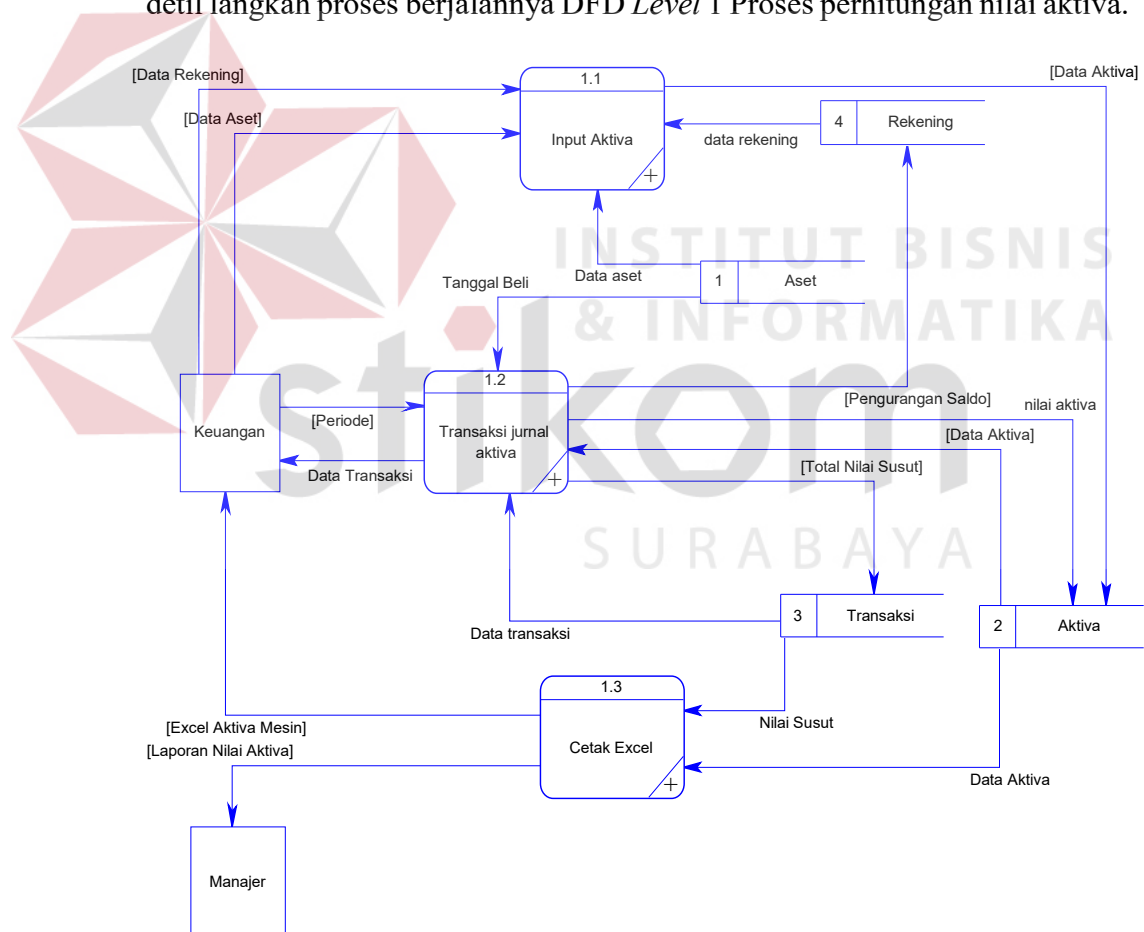 detil langkah proses berjalannya DFD Level 1 Proses perhitungan nilai aktiva.
[Data Rekening]
1.1
[Data Aktiva]
[Data Aset]
4
Rekening
Input Aktiva
data rekening
INSTITUT BISNIS
Tanggal Beli
Data aset
1
Aset
& INFORMATIKA
stikom
1.2
[Pengurangan Saldo]
nilai aktiva
Keuangan
[Periode]
Transaksi jurnal
aktiva
[Data Aktiva]
[Total Nilai Susut]
Data Transaksi
SURABAYA
3
Transaksi
2
Aktiva
Data transaksi
1.3
[Excel Aktiva Mesin]
Nilai Susut
[Laporan Nilai Aktiva]
Cetak Excel
Data Aktiva
Manajer